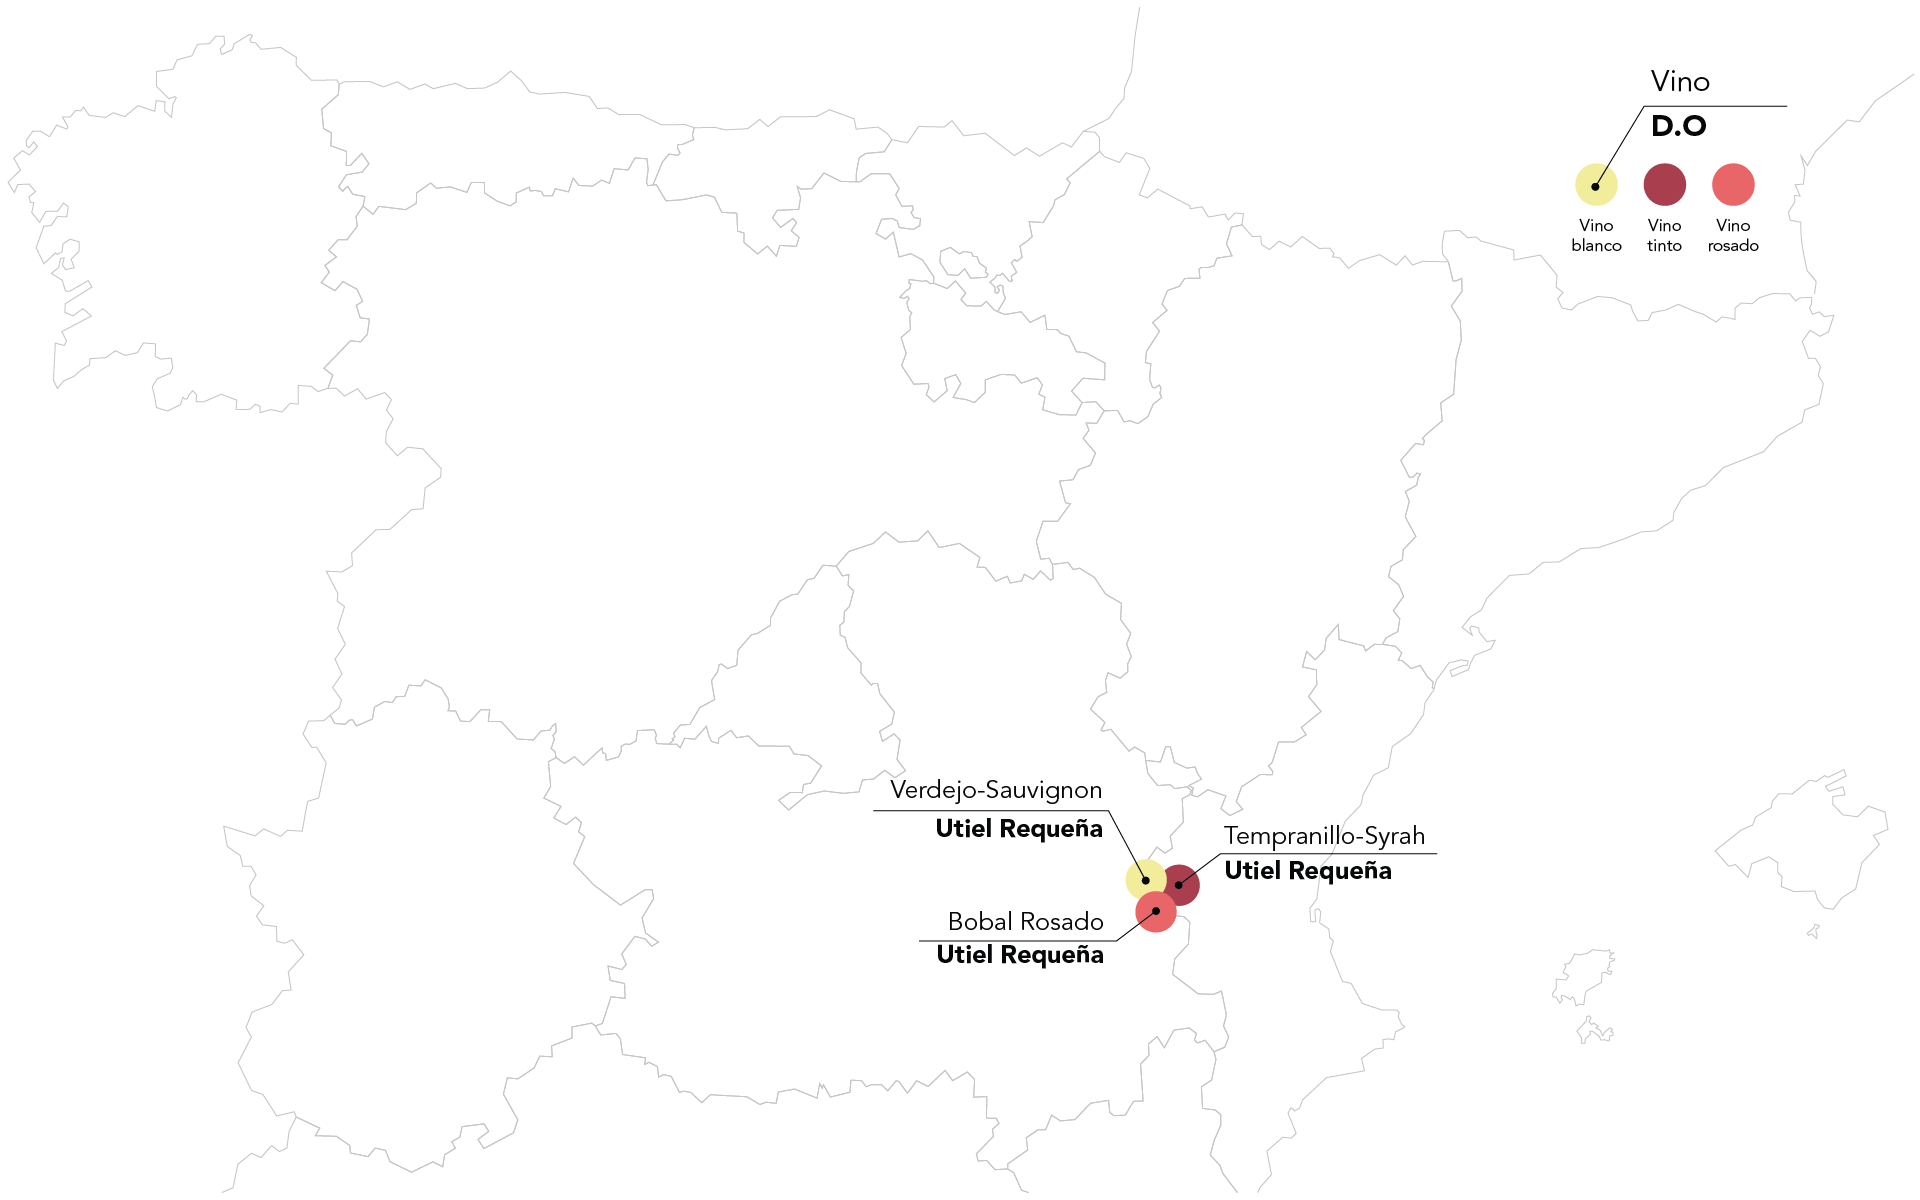 Vino
D.O
Vino
blanco
Vino
tinto
Vino
rosado
Verdejo-Sauvignon
Utiel Requeña
Tempranillo-Syrah
Utiel Requeña
Bobal Rosado
Utiel Requeña